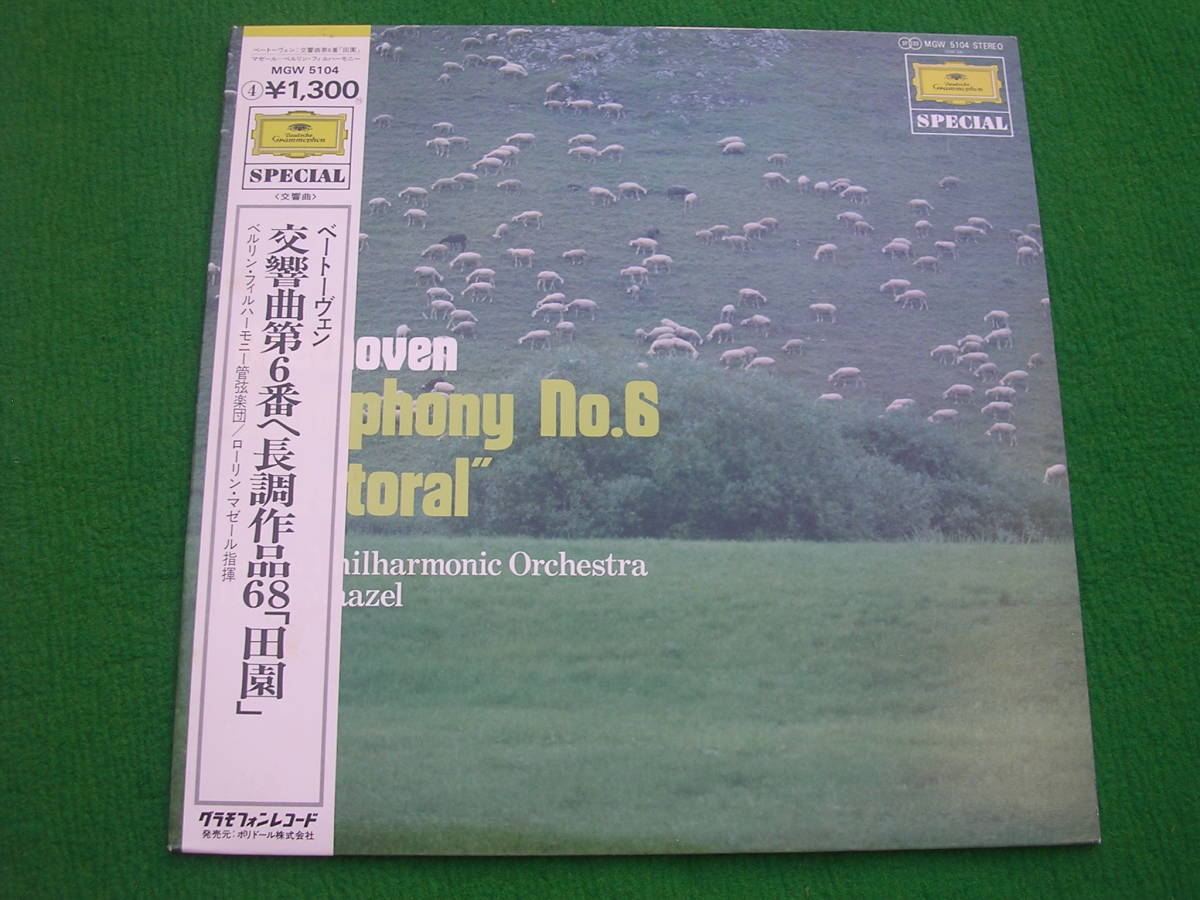 ベートーヴェン:交響曲第6番「田園」
マゼール=ベルリン・フィルハーモニー
MGW 5104
④¥1,300
Deutsche
Grammophon
SPECIAL
〈交響曲〉
ベートーヴェン
交響曲第6番ヘ長調作品68「田園」
ベルリン・フィルハーモニー管弦楽団/ローリン・マゼール指揮
グラモフォンレコード
発売元:ポリドール株式会社
MGW 5104 STEREO
Deutsche
Grammophon
SPECIAL
hoven
phony No.6
toral"
hilharmonic Orchestra
aazel